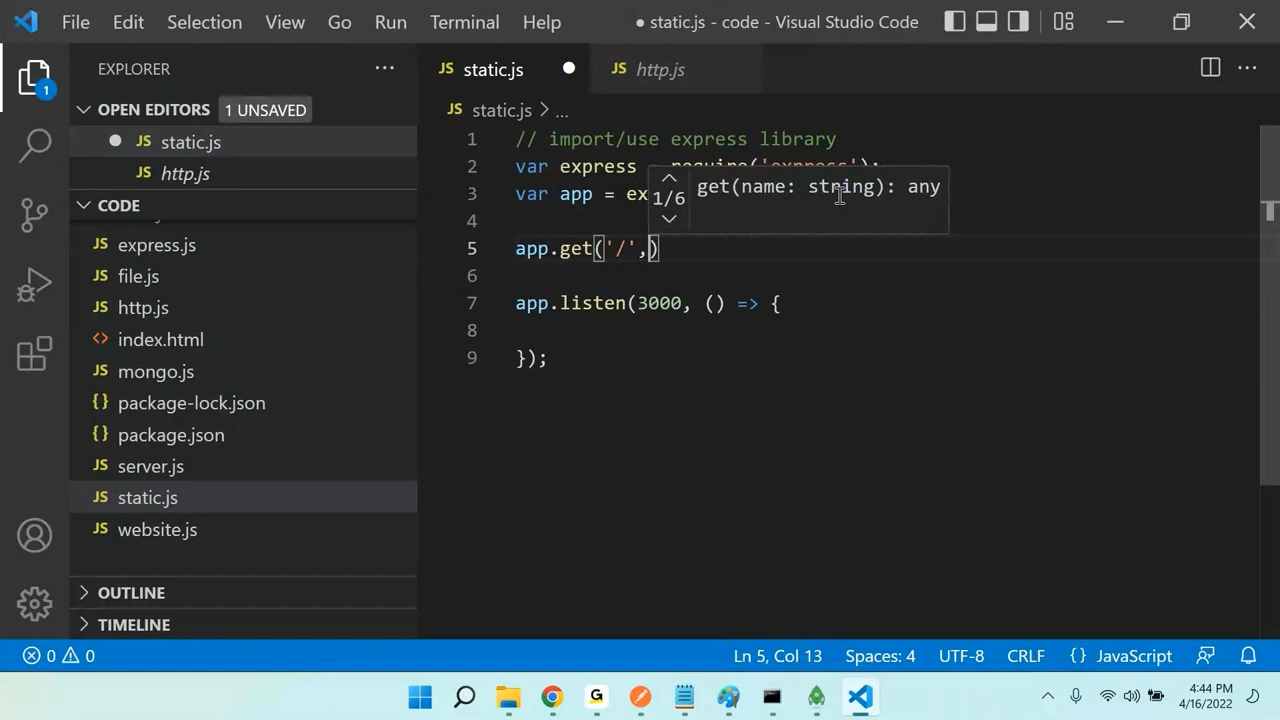 File Edit Selection View Go Run Terminal Help
● static.js - code - Visual Studio Code
EXPLORER
OPEN EDITORS 1 UNSAVED
JS static.js
JS http.js
CODE
JS express.js
JS file.js
JS http.js
<> index.html
JS mongo.js
{} package-lock.json
{} package.json
JS server.js
JS static.js
JS website.js
OUTLINE
TIMELINE
1
JS static.js
JS http.js
JS static.js > ...
1 // import/use express library
2 var express = require('express');
3 var app = ex
4
5 app.get('/',)
6
7 app.listen(3000, () => {
8
9 });
1/6 get(name: string): any
0 0
Ln 5, Col 13 Spaces: 4 UTF-8 CRLF {} JavaScript
G
4:44 PM
4/16/2022